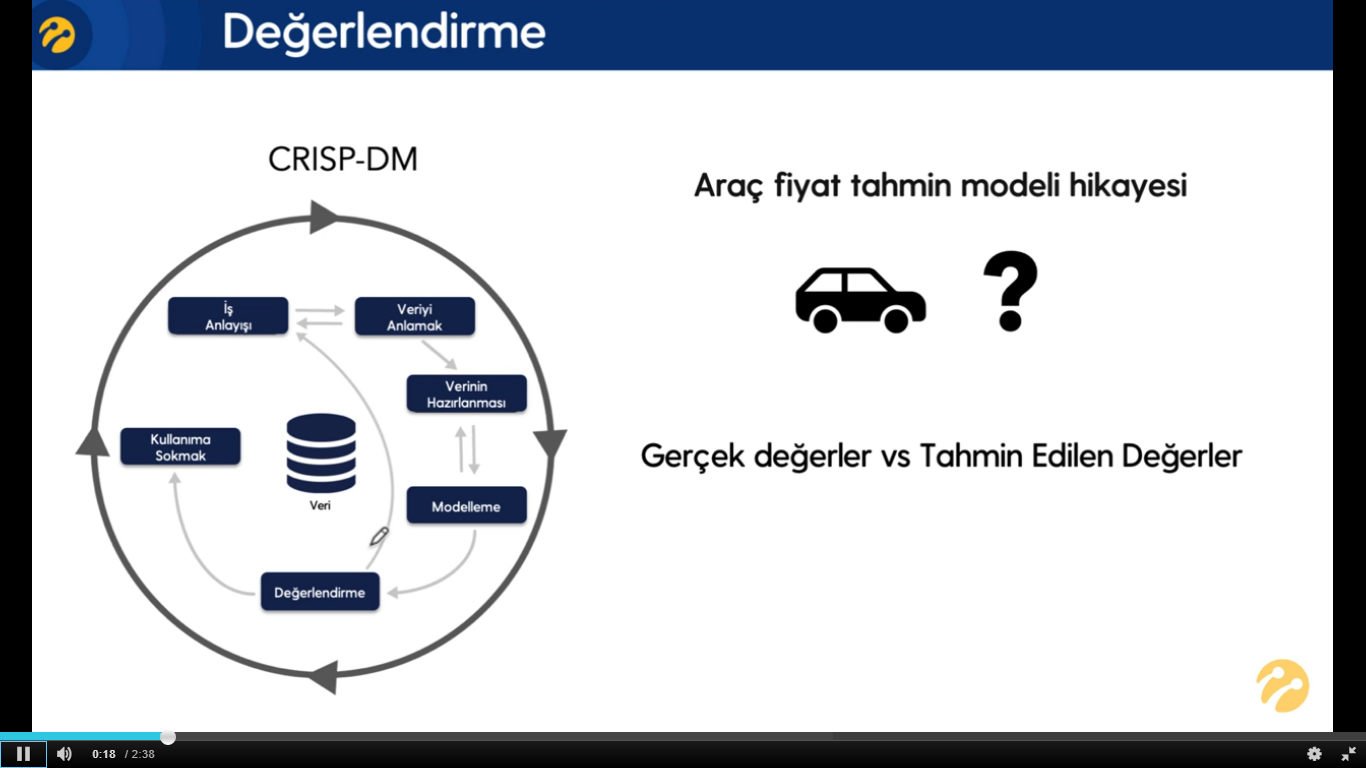 Değerlendirme
CRISP-DM
İş
Anlayışı
Veriyi
Anlamak
Verinin
Hazırlanması
Kullanıma
Sokmak
Veri
Modelleme
Değerlendirme
Araç fiyat tahmin modeli hikayesi
?
Gerçek değerler vs Tahmin Edilen Değerler
0:18 / 2:38